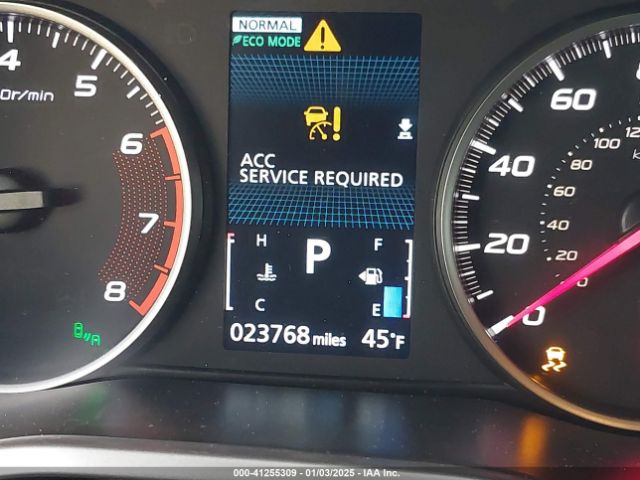 4
5
6
7
8
0r/min
NORMAL
ECO MODE
ACC
SERVICE REQUIRED
H F
P
C E
023768 miles 45°F
60
40
20
0
100
80
60
40
20
0
000-41255309 - 01/03/2025 - IAA Inc.